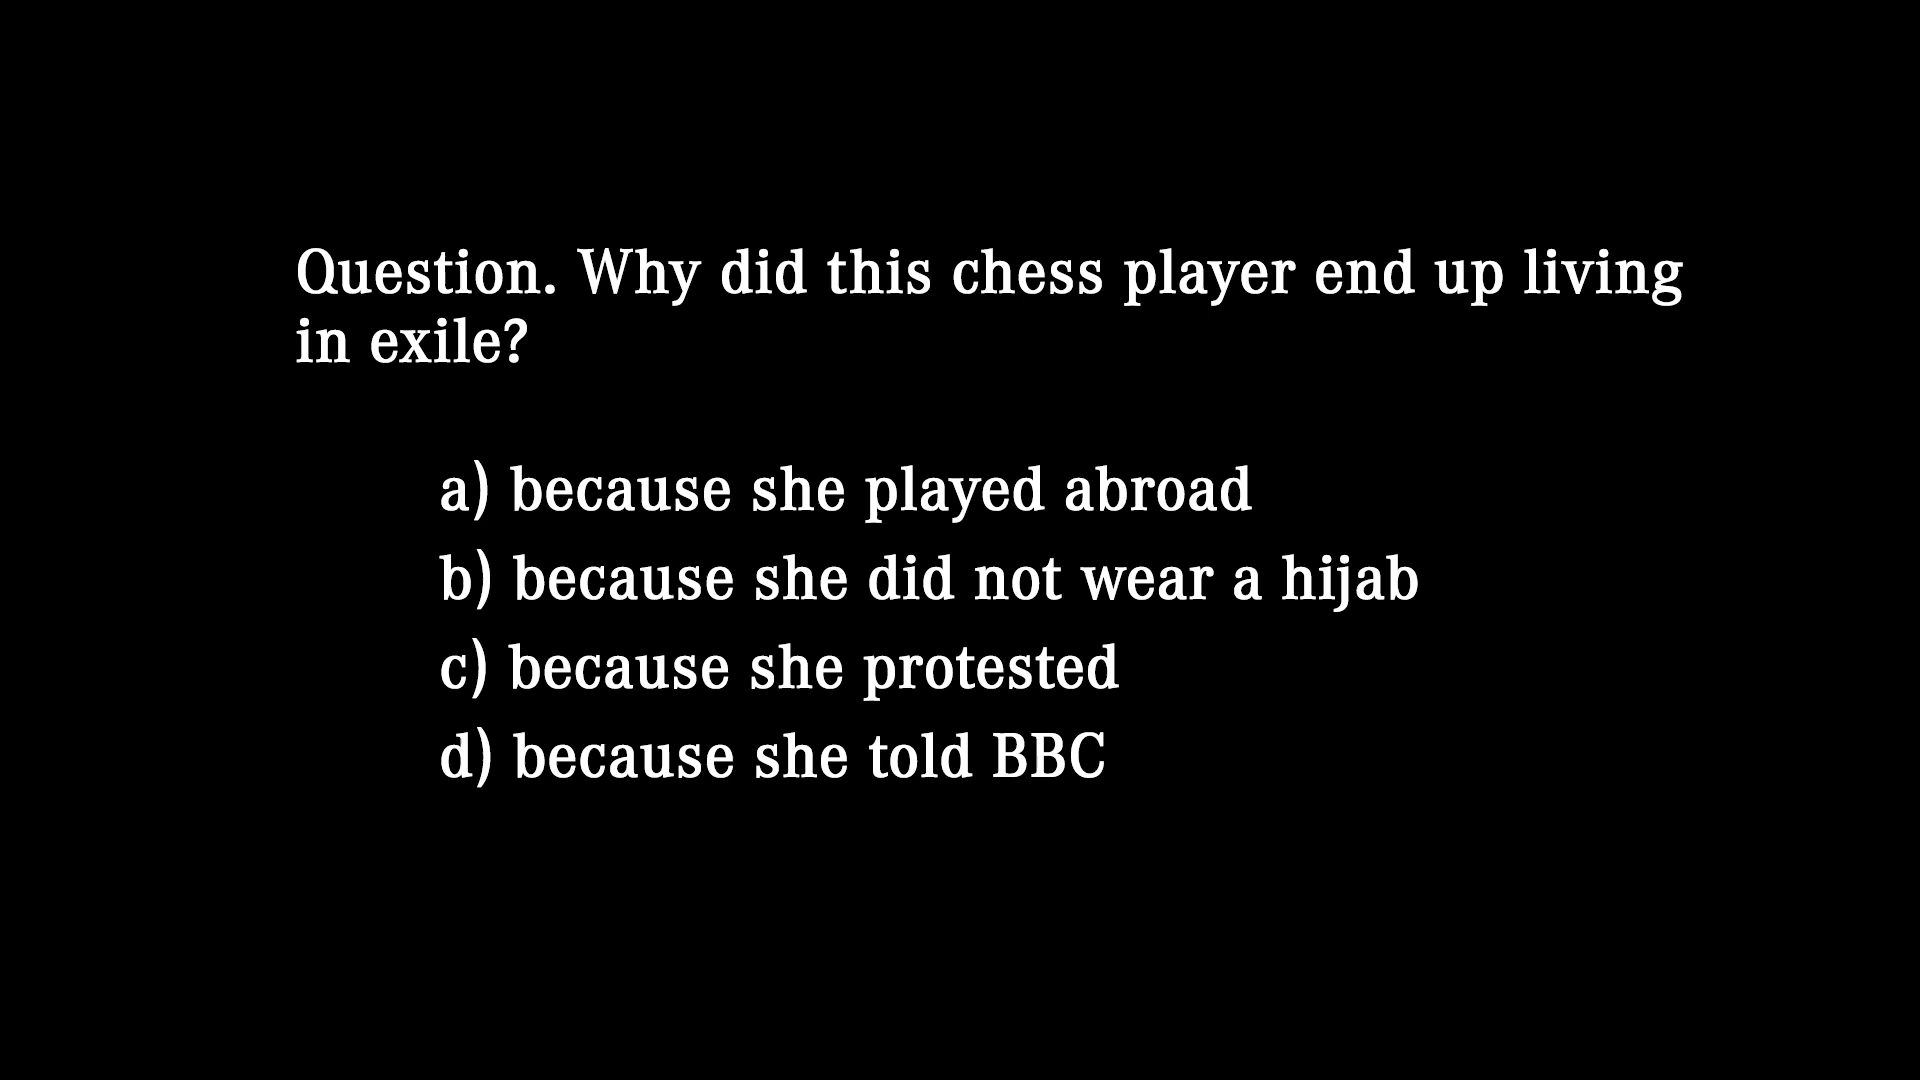 Question. Why did this chess player end up living
in exile?
a) because she played abroad
b) because she did not wear a hijab
c) because she protested
d) because she told BBC